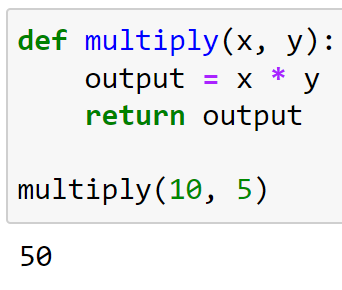 def multiply(x, y):
    output = x * y
    return output

multiply(10, 5)
50